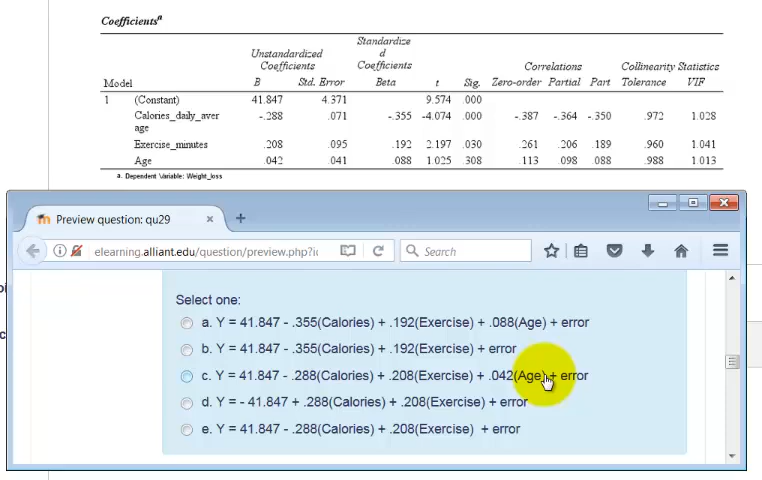 Coefficientsa
Standardize
Unstandardized d
Coefficients Coefficients Correlations Collinearity Statistics
Model B Std. Error Beta t Sig. Zero-order Partial Part Tolerance VIF
1 (Constant) 41.847 4.371 9.574 .000
Calories_daily_aver -.288 .071 -.355 -4.074 .000 -.387 -.364 -.350 .972 1.028
age
Exercise_minutes .208 .095 .192 2.197 .030 .261 .206 .189 .960 1.041
Age .042 .041 .088 1.025 .308 .113 .098 .088 .988 1.013
a. Dependent Variable: Weight_loss
Preview question: qu29
elearning.alliant.edu/question/preview.php?ic
Search
Select one:
a. Y = 41.847 - .355(Calories) + .192(Exercise) + .088(Age) + error
b. Y = 41.847 - .355(Calories) + .192(Exercise) + error
c. Y = 41.847 - .288(Calories) + .208(Exercise) + .042(Age) + error
d. Y = - 41.847 + .288(Calories) + .208(Exercise) + error
e. Y = 41.847 - .288(Calories) + .208(Exercise) + error